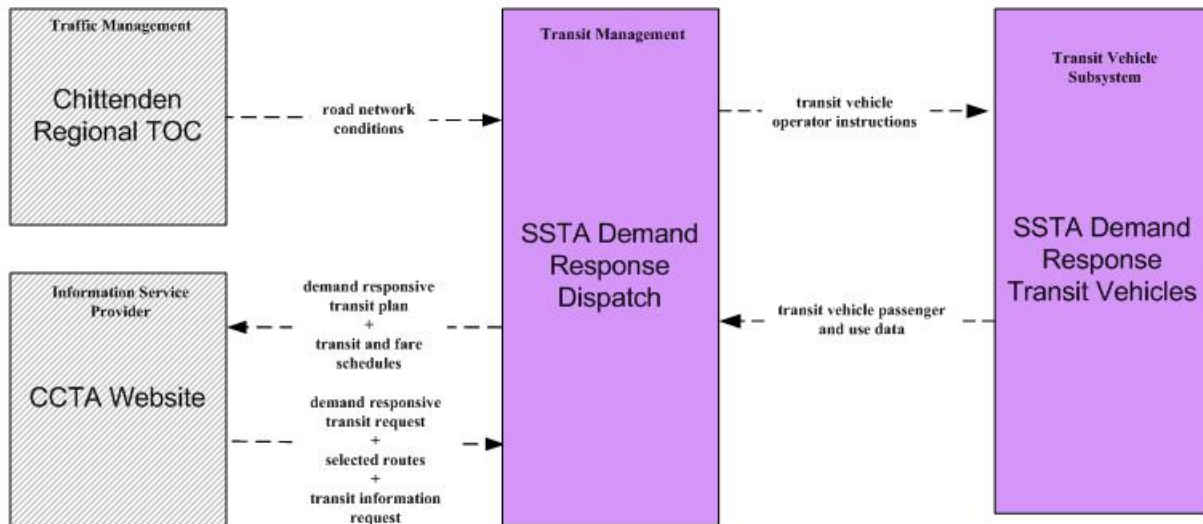 Traffic Management
Chittenden
Regional TOC
road network
conditions
Information Service
Provider
CCTA Website
demand responsive
transit plan
+
transit and fare
schedules
demand responsive
transit request
+
selected routes
+
transit information
request
Transit Management
SSTA Demand
Response
Dispatch
transit vehicle
operator instructions
transit vehicle passenger
and use data
Transit Vehicle
Subsystem
SSTA Demand
Response
Transit Vehicles